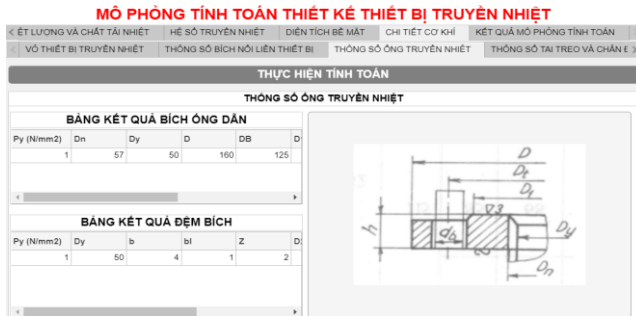 MÔ PHỎNG TÍNH TOÁN THIẾT KẾ THIẾT BỊ TRUYỀN NHIỆT
ẾT LƯỢNG VÀ CHẤT TẢI NHIỆT HỆ SỐ TRUYỀN NHIỆT DIỆN TÍCH BỀ MẶT CHI TIẾT CƠ KHÍ KẾT QUẢ MÔ PHỎNG TÍNH TOÁN
VỎ THIẾT BỊ TRUYỀN NHIỆT THÔNG SỐ BÍCH NỐI LIỀN THIẾT BỊ THÔNG SỐ ỐNG TRUYỀN NHIỆT THÔNG SỐ TAI TREO VÀ CHÂN Đ
THỰC HIỆN TÍNH TOÁN
THÔNG SỐ ỐNG TRUYỀN NHIỆT
BẢNG KẾT QUẢ BÍCH ỐNG DẪN
Py (N/mm2) Dn Dy D DB D
1 57 50 160 125
BẢNG KẾT QUẢ ĐỆM BÍCH
Py (N/mm2) Dy b bl Z D
1 50 4 1 2
D
Dt
D1
h
db
Dy
Dn